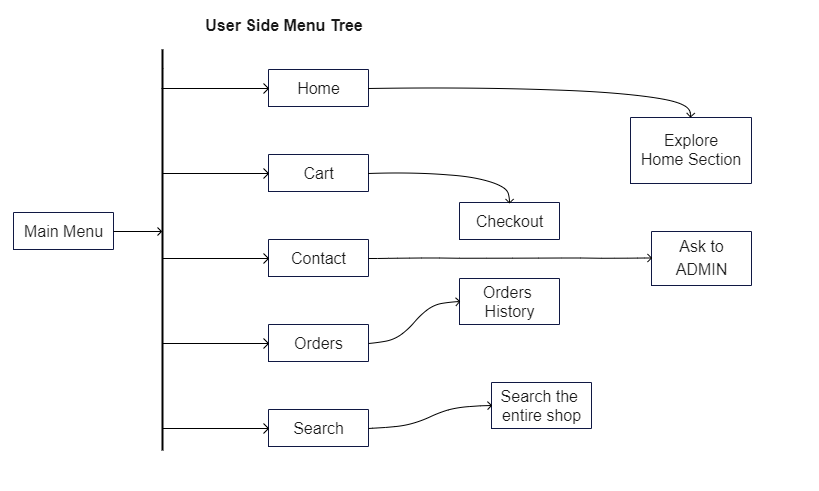 User Side Menu Tree
Home
Explore
Home Section
Cart
Checkout
Main Menu
Contact
Ask to
ADMIN
Orders
History
Orders
Search the
entire shop
Search